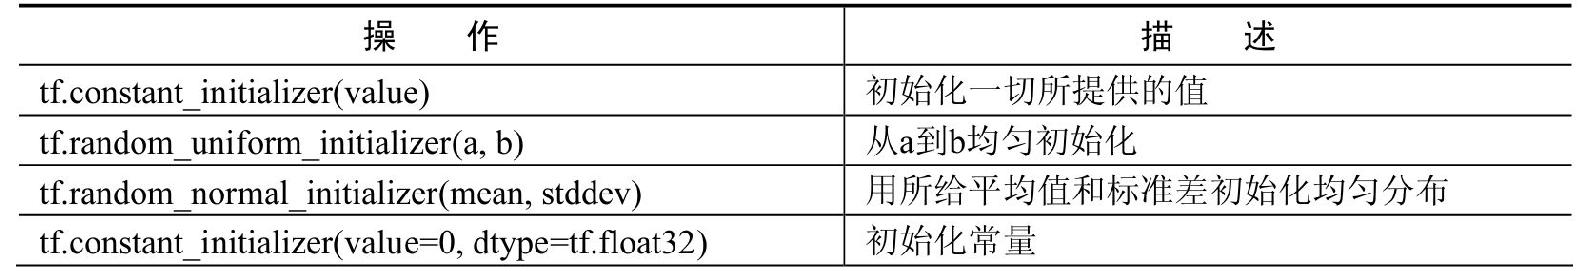 操 作 描 述
tf.constant_initializer(value) 初始化一切所提供的值
tf.random_uniform_initializer(a, b) 从a到b均匀初始化
tf.random_normal_initializer(mean, stddev) 用所给平均值和标准差初始化均匀分布
tf.constant_initializer(value=0, dtype=tf.float32) 初始化常量